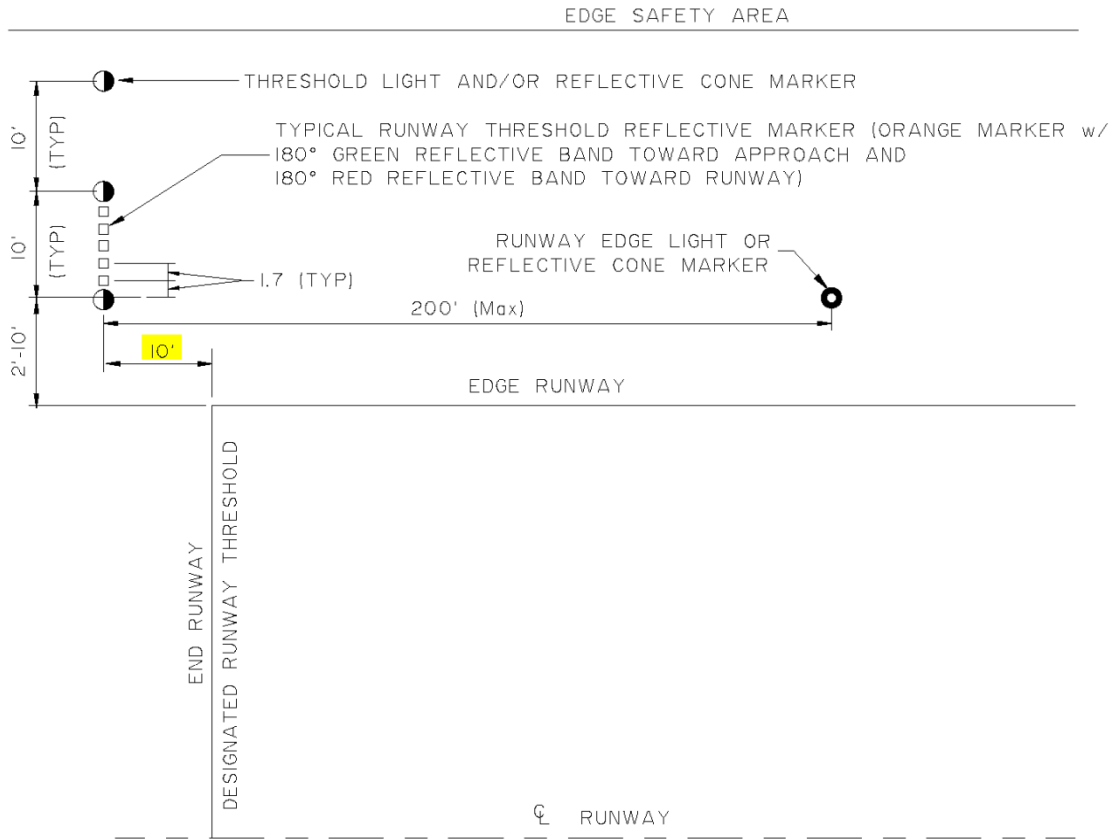 EDGE SAFETY AREA
THRESHOLD LIGHT AND/OR REFLECTIVE CONE MARKER
10'
(TYP)
TYPICAL RUNWAY THRESHOLD REFLECTIVE MARKER (ORANGE MARKER w/
180° GREEN REFLECTIVE BAND TOWARD APPROACH AND
180° RED REFLECTIVE BAND TOWARD RUNWAY)
10'
(TYP)
RUNWAY EDGE LIGHT OR
REFLECTIVE CONE MARKER
1.7 (TYP)
200' (Max)
2'-10'
10'
EDGE RUNWAY
END RUNWAY
DESIGNATED RUNWAY THRESHOLD
℄ RUNWAY